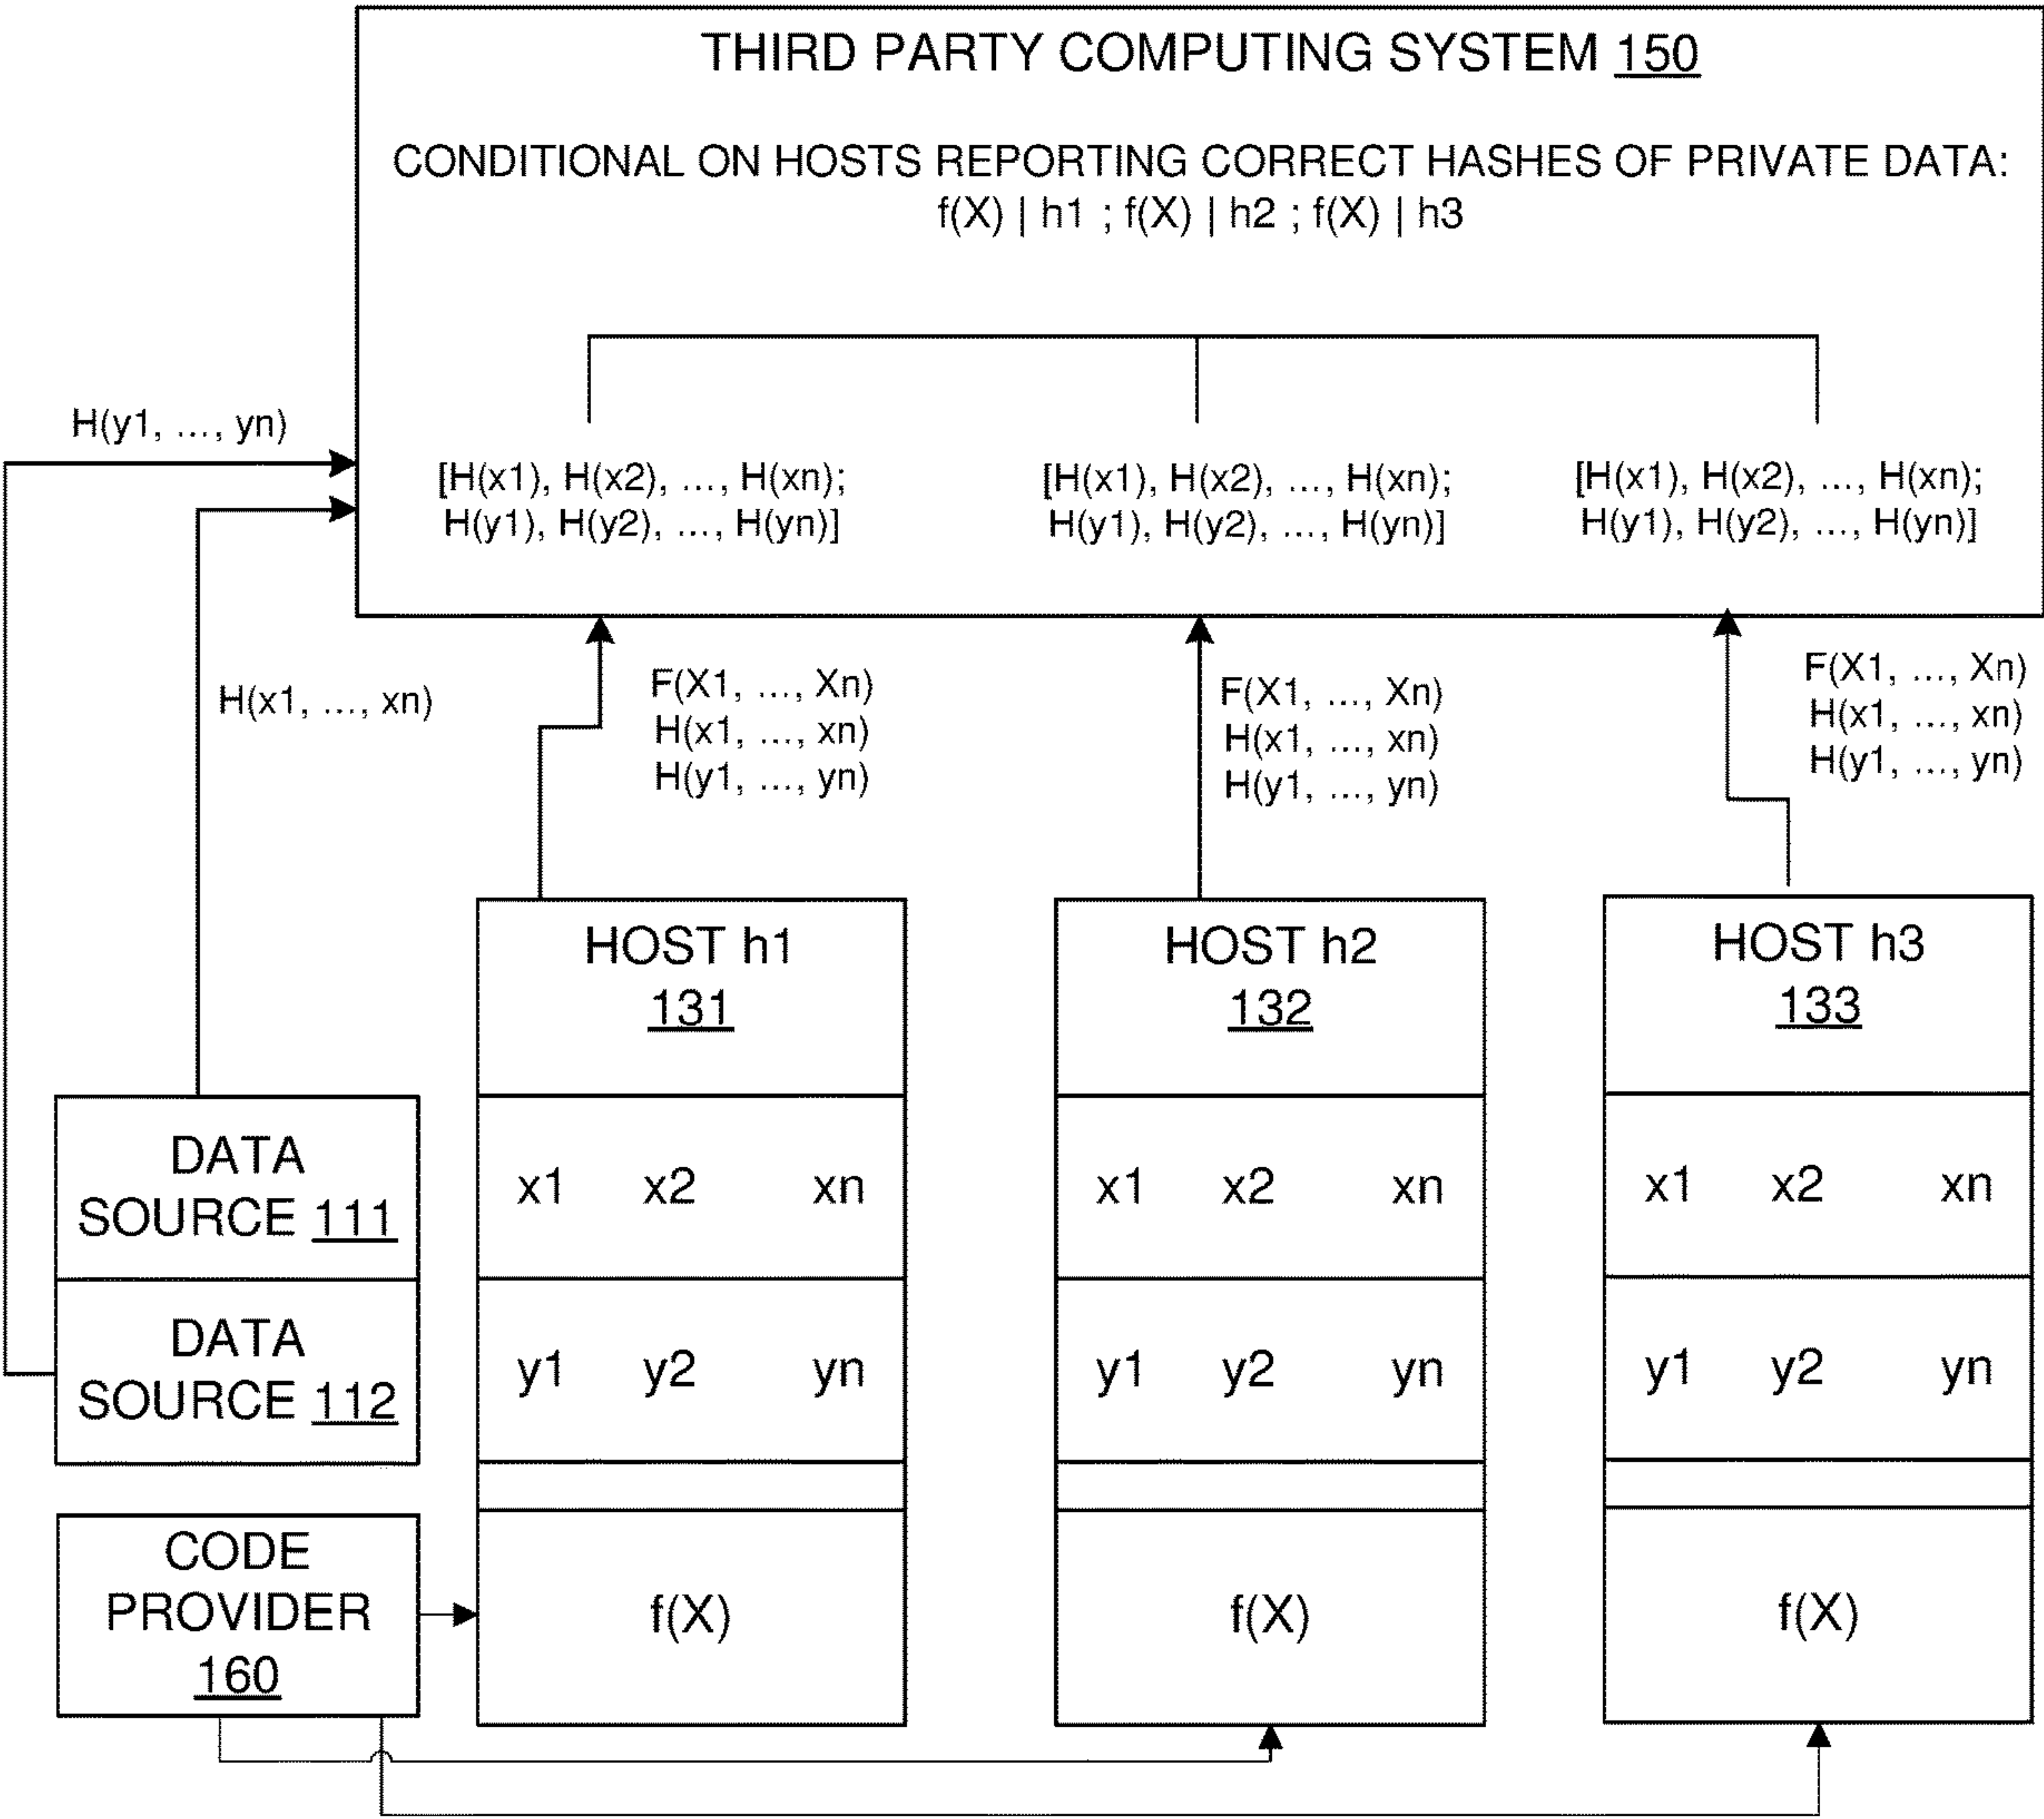 THIRD PARTY COMPUTING SYSTEM 150
CONDITIONAL ON HOSTS REPORTING CORRECT HASHES OF PRIVATE DATA:
f(X) | h1 ; f(X) | h2 ; f(X) | h3
H(y1, ..., yn)
[H(x1), H(x2), ..., H(xn);
H(y1), H(y2), ..., H(yn)]
[H(x1), H(x2), ..., H(xn);
H(y1), H(y2), ..., H(yn)]
[H(x1), H(x2), ..., H(xn);
H(y1), H(y2), ..., H(yn)]
H(x1, ..., xn)
F(X1, ..., Xn)
H(x1, ..., xn)
H(y1, ..., yn)
F(X1, ..., Xn)
H(x1, ..., xn)
H(y1, ..., yn)
F(X1, ..., Xn)
H(x1, ..., xn)
H(y1, ..., yn)
DATA
SOURCE 111
DATA
SOURCE 112
CODE
PROVIDER
160
HOST h1
131
x1 x2 xn
y1 y2 yn
f(X)
HOST h2
132
x1 x2 xn
y1 y2 yn
f(X)
HOST h3
133
x1 x2 xn
y1 y2 yn
f(X)